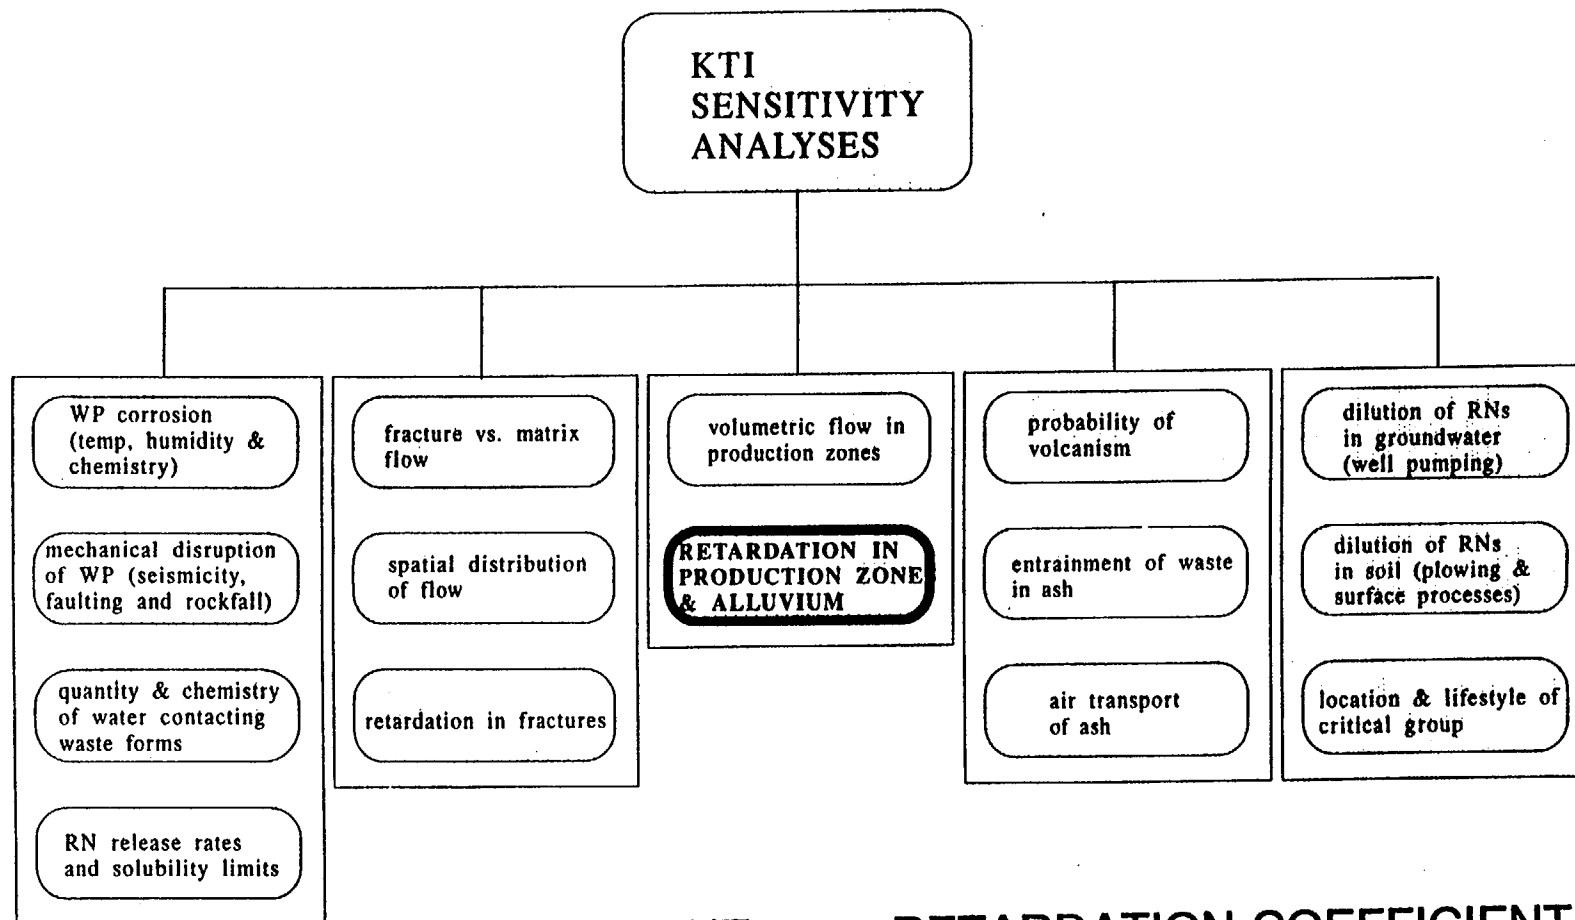 KTI
SENSITIVITY
ANALYSES
WP corrosion
(temp, humidity &
chemistry)
mechanical disruption
of WP (seismicity,
faulting and rockfall)
quantity & chemistry
of water contacting
waste forms
RN release rates
and solubility limits
fracture vs. matrix
flow
spatial distribution
of flow
retardation in fractures
volumetric flow in
production zones
RETARDATION IN
PRODUCTION ZONE
& ALLUVIUM
probability of
volcanism
entrainment of waste
in ash
air transport
of ash
dilution of RNs
in groundwater
(well pumping)
dilution of RNs
in soil (plowing &
surface processes)
location & lifestyle of
critical group
RETARDATION COEFFICIENT